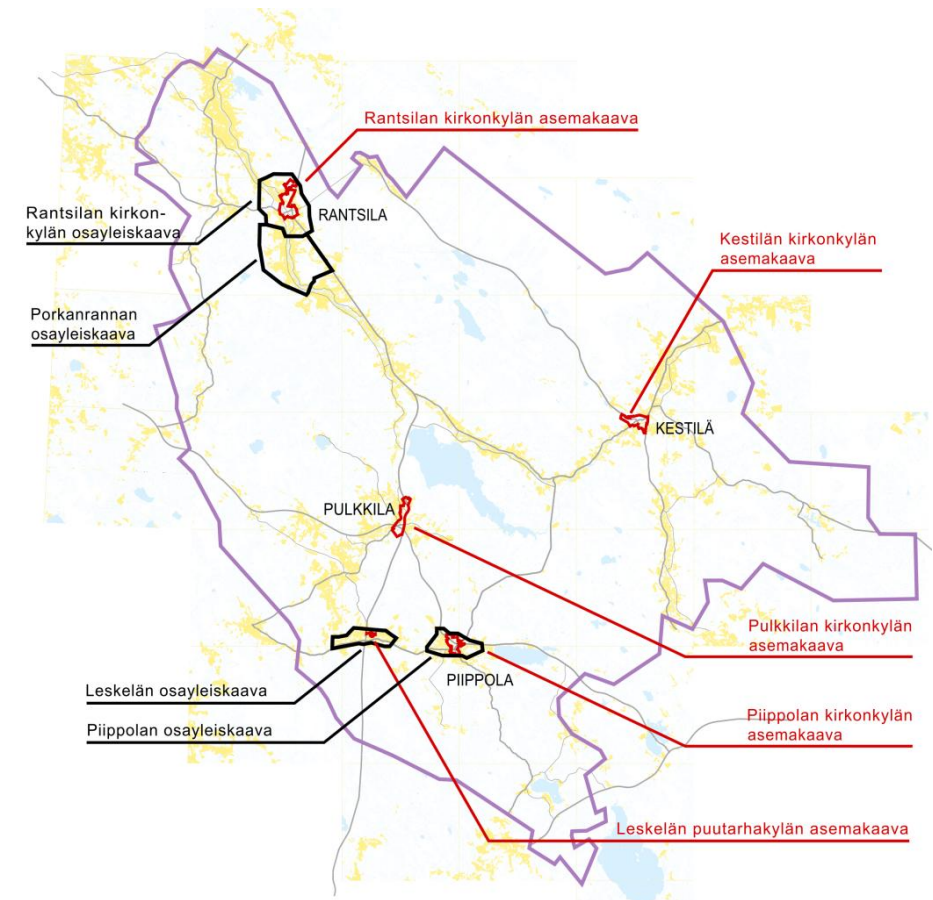 Rantsilan kirkonkylän asemakaava
Rantsilan kirkon-
kylän osayleiskaava
RANTSILA
Kestilän kirkonkylän
asemakaava
Porkanrannan
osayleiskaava
KESTILÄ
PULKKILA
Pulkkilan kirkonkylän
asemakaava
Leskelän osayleiskaava
PIIPPOLA
Piippolan osayleiskaava
Piippolan kirkonkylän
asemakaava
Leskelän puutarhakylän asemakaava